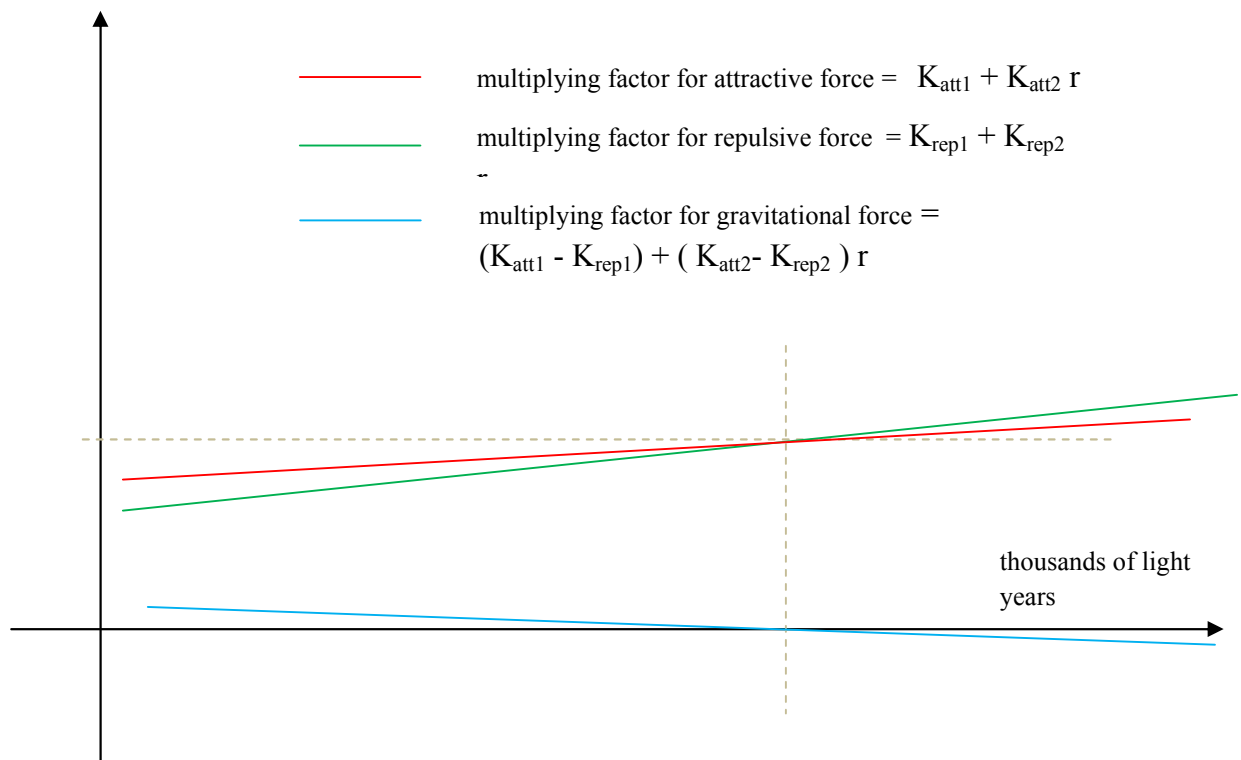 multiplying factor for attractive force = K_att1 + K_att2 r
multiplying factor for repulsive force = K_rep1 + K_rep2
multiplying factor for gravitational force =
(K_att1 - K_rep1) + ( K_att2- K_rep2 ) r
thousands of light
years